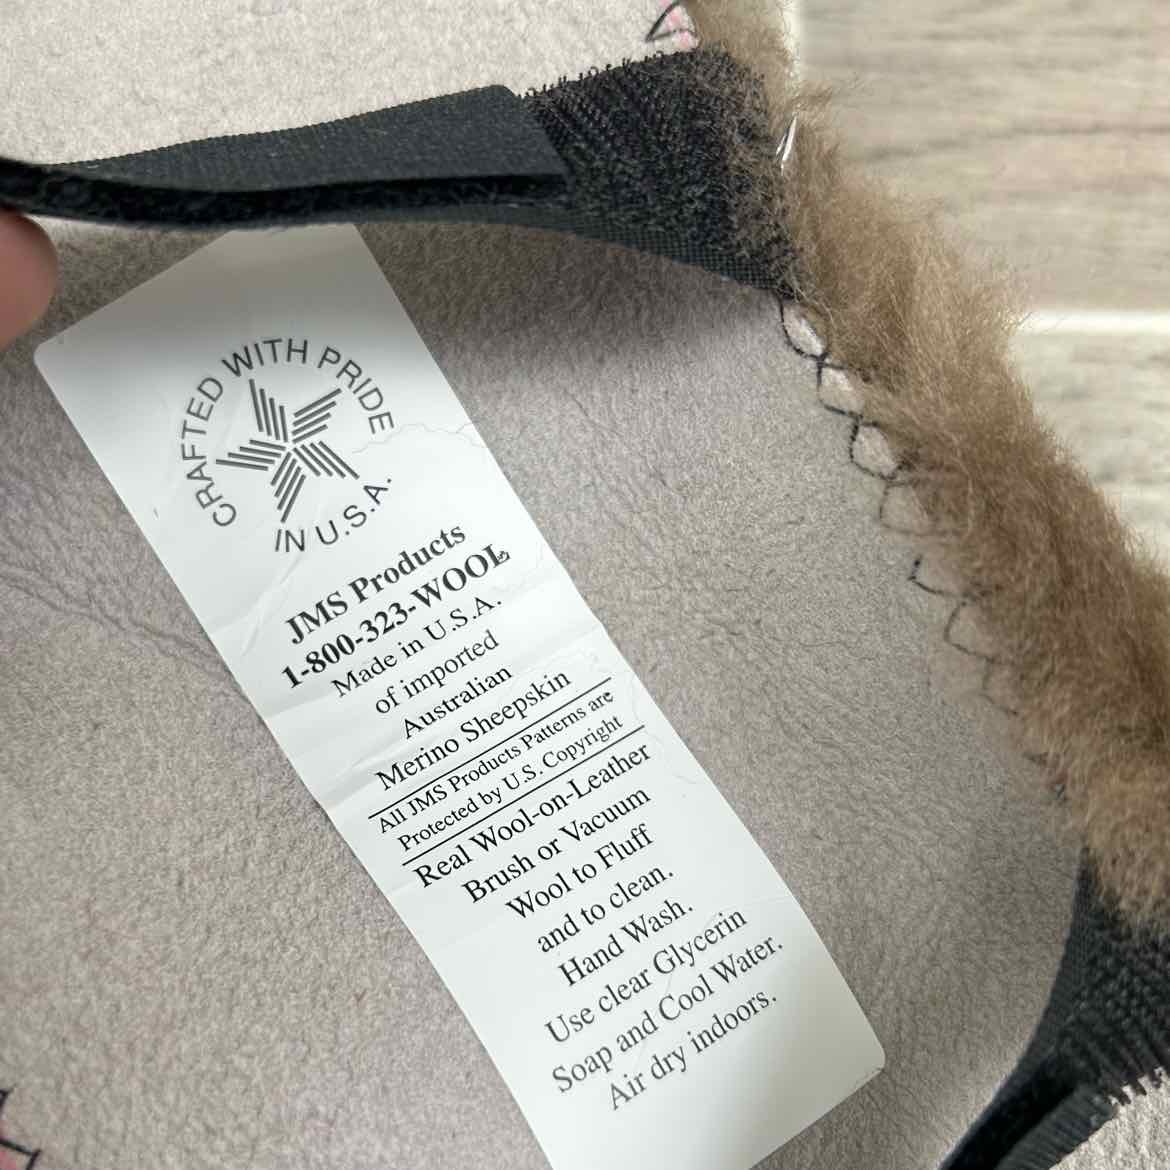 CRAFTED WITH PRIDE
IN U.S.A.
JMS Products
1-800-323-WOOL
Made in U.S.A.
of imported
Australian
Merino Sheepskin
All JMS Products Patterns are
Protected by U.S. Copyright
Real Wool-on-Leather
Brush or Vacuum
Wool to Fluff
and to clean.
Hand Wash.
Use clear Glycerin
Soap and Cool Water.
Air dry indoors.